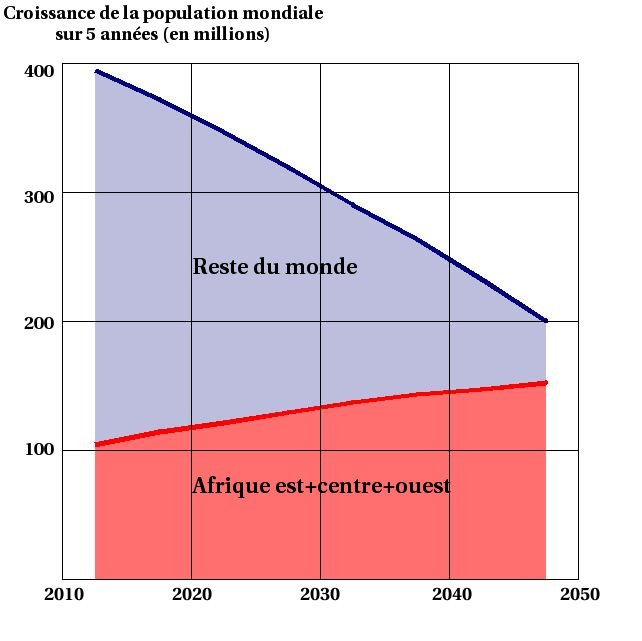 Croissance de la population mondiale
sur 5 années (en millions)
400
300
200
100
Reste du monde
Afrique est+centre+ouest
2010 2020 2030 2040 2050